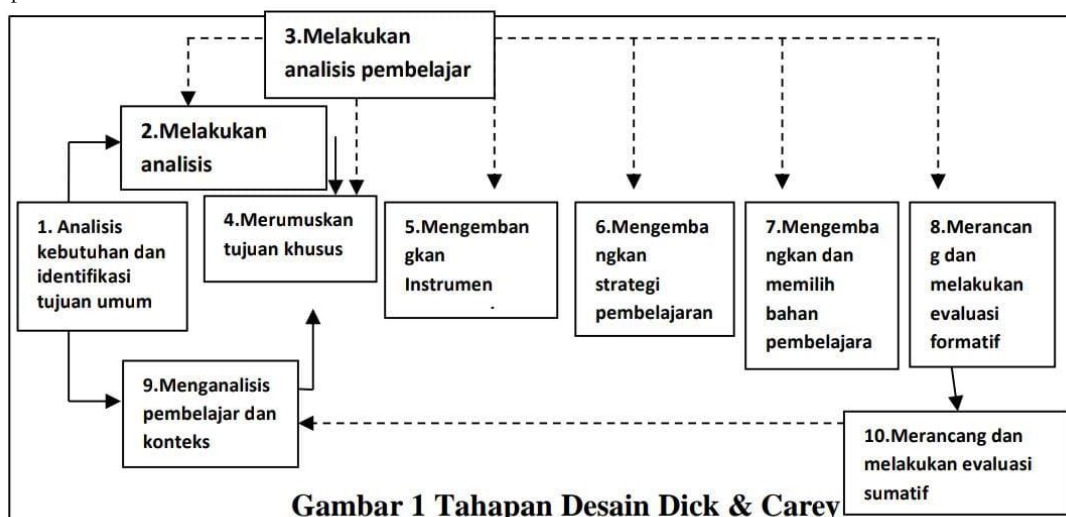 3.Melakukan
analisis pembelajar
2.Melakukan
analisis
1. Analisis
kebutuhan dan
identifikasi
tujuan umum
4.Merumuskan
tujuan khusus
5.Mengemban
gkan
Instrumen
6.Mengemba
ngkan
strategi
pembelajaran
7.Mengemba
ngkan dan
memilih
bahan
pembelajara
8.Merancan
g dan
melakukan
evaluasi
formatif
9.Menganalisis
pembelajar dan
konteks
10.Merancang dan
melakukan evaluasi
sumatif
Gambar 1 Tahapan Desain Dick & Carey